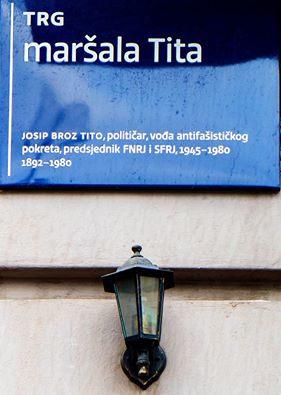 TRG
maršala Tita
JOSIP BROZ TITO, političar, vođa antifašističkog
pokreta, predsjednik FNRJ i SFRJ, 1945–1980
1892–1980